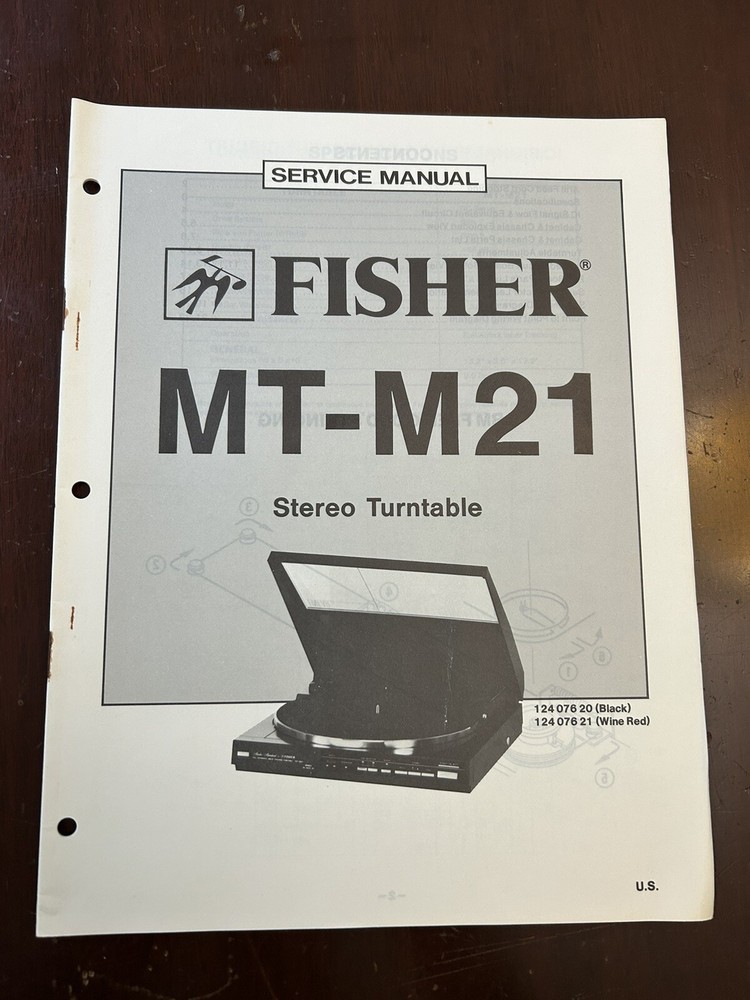 SERVICE MANUAL
FISHER®
MT-M21
Stereo Turntable
124 076 20 (Black)
124 076 21 (Wine Red)
U.S.